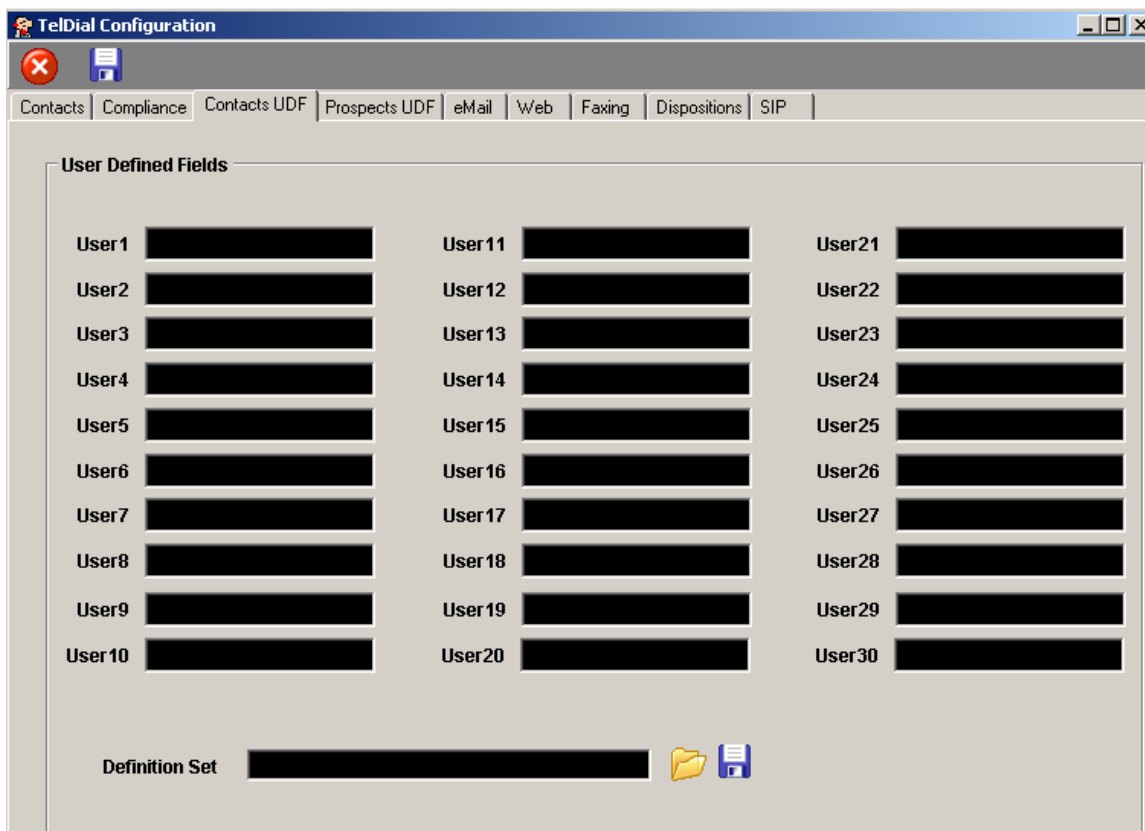 TelDial Configuration
Contacts Compliance Contacts UDF Prospects UDF eMail Web Faxing Dispositions SIP
User Defined Fields
User1 User11 User21
User2 User12 User22
User3 User13 User23
User4 User14 User24
User5 User15 User25
User6 User16 User26
User7 User17 User27
User8 User18 User28
User9 User19 User29
User10 User20 User30
Definition Set